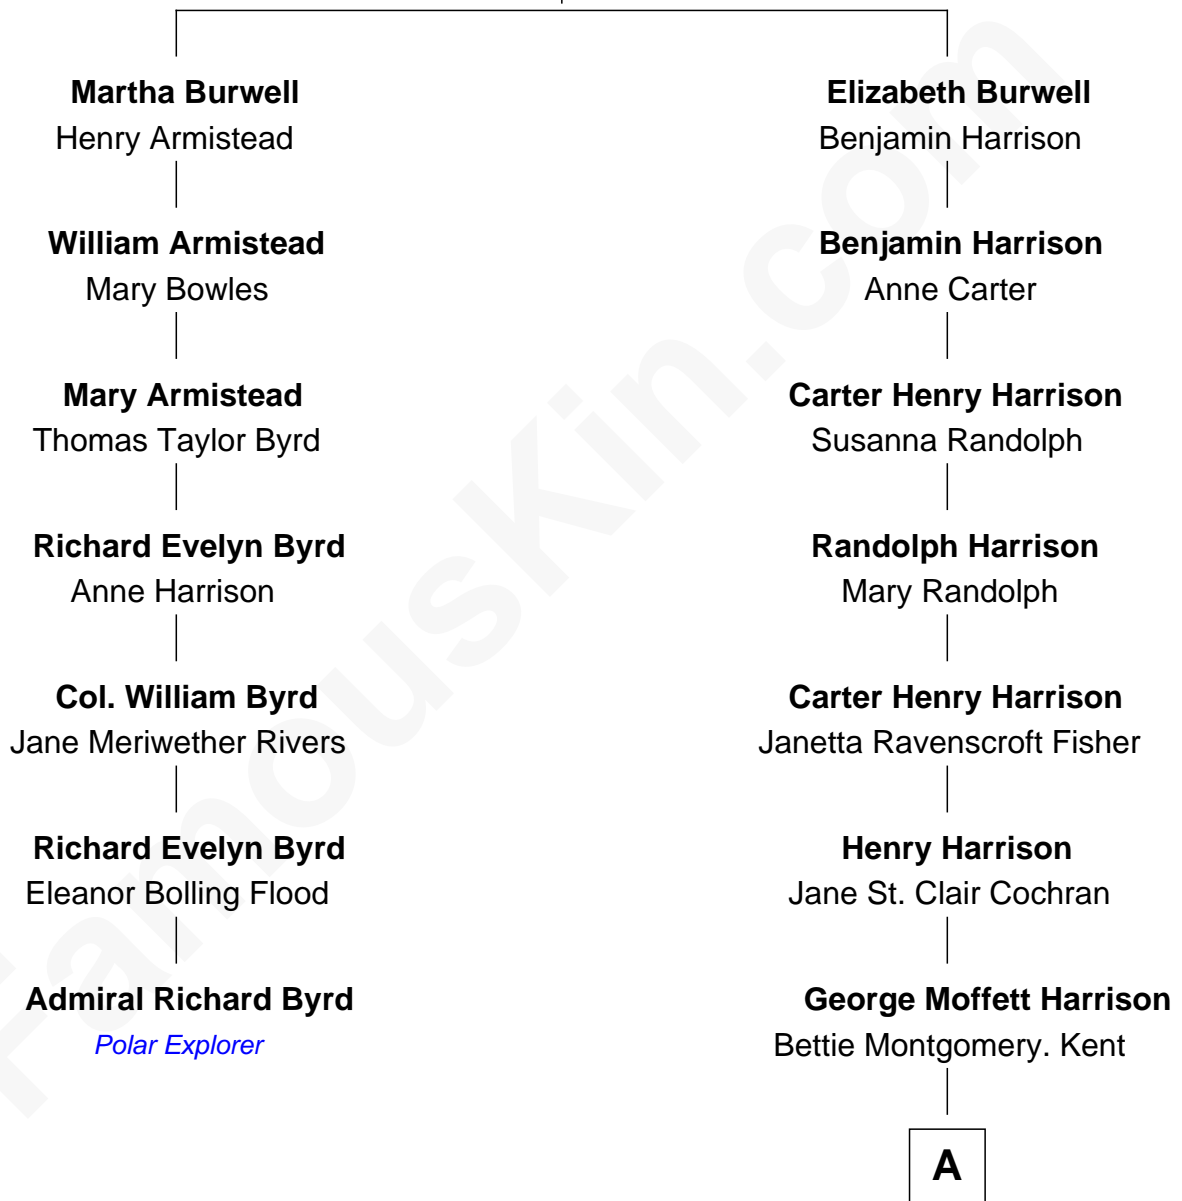 Martha Burwell
Henry Armistead
William Armistead
Mary Bowles
Mary Armistead
Thomas Taylor Byrd
Richard Evelyn Byrd
Anne Harrison
Col. William Byrd
Jane Meriwether Rivers
Richard Evelyn Byrd
Eleanor Bolling Flood
Admiral Richard Byrd
Polar Explorer
Elizabeth Burwell
Benjamin Harrison
Benjamin Harrison
Anne Carter
Carter Henry Harrison
Susanna Randolph
Randolph Harrison
Mary Randolph
Carter Henry Harrison
Janetta Ravenscroft Fisher
Henry Harrison
Jane St. Clair Cochran
George Moffett Harrison
Bettie Montgomery. Kent
A
FamousKin.com